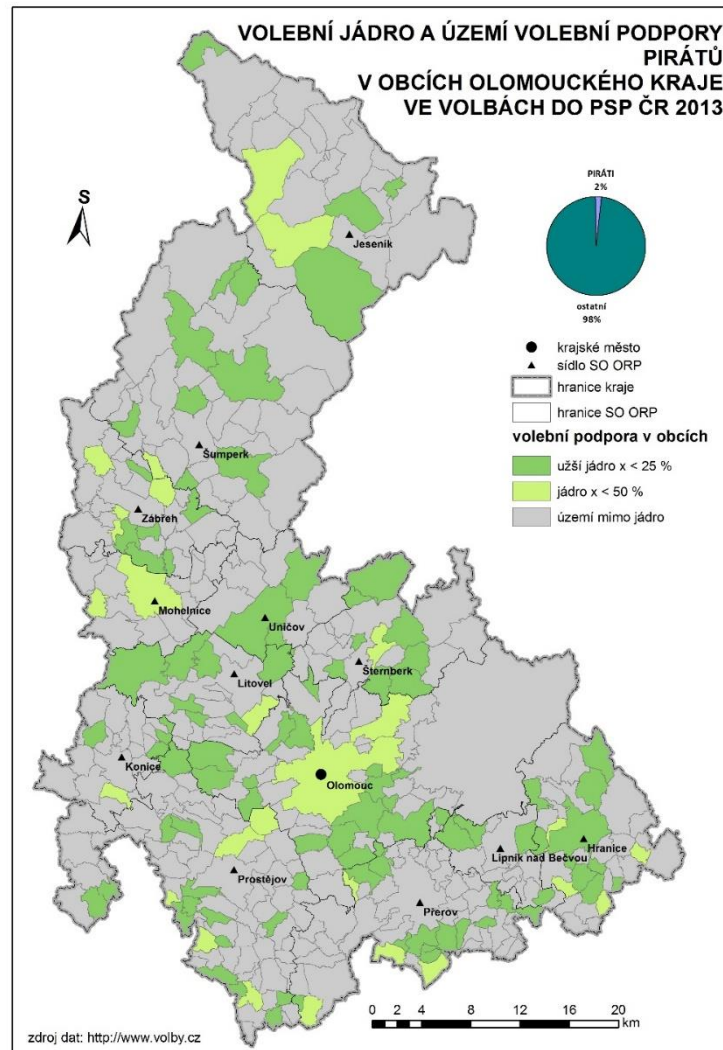 VOLEBNÍ JÁDRO A ÚZEMÍ VOLEBNÍ PODPORY
PIRÁTŮ
V OBCÍCH OLOMOUCKÉHO KRAJE
VE VOLBÁCH DO PSP ČR 2013
PIRÁTI
2%
S
Jeseník
ostatní
98%
krajské město
sídlo SO ORP
hranice kraje
hranice SO ORP
volební podpora v obcích
užší jádro x < 25 %
jádro x < 50 %
území mimo jádro
Šumperk
Zábřeh
Mohelnice
Uničov
Šternberk
Litovel
Konice
Olomouc
Hranice
Lipník nad Bečvou
Prostějov
Přerov
0 2 4 8 12 16 20
km
zdroj dat: http://www.volby.cz